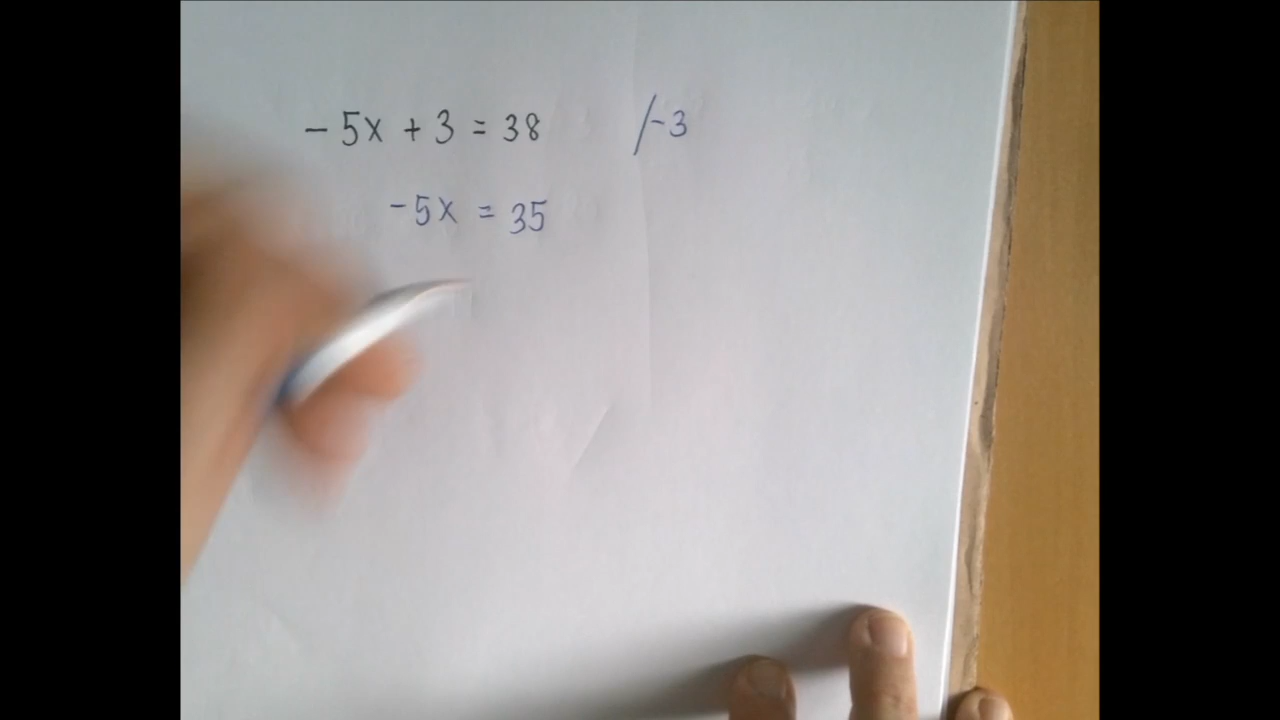 - 5x + 3 = 38 /-3
-5x = 35